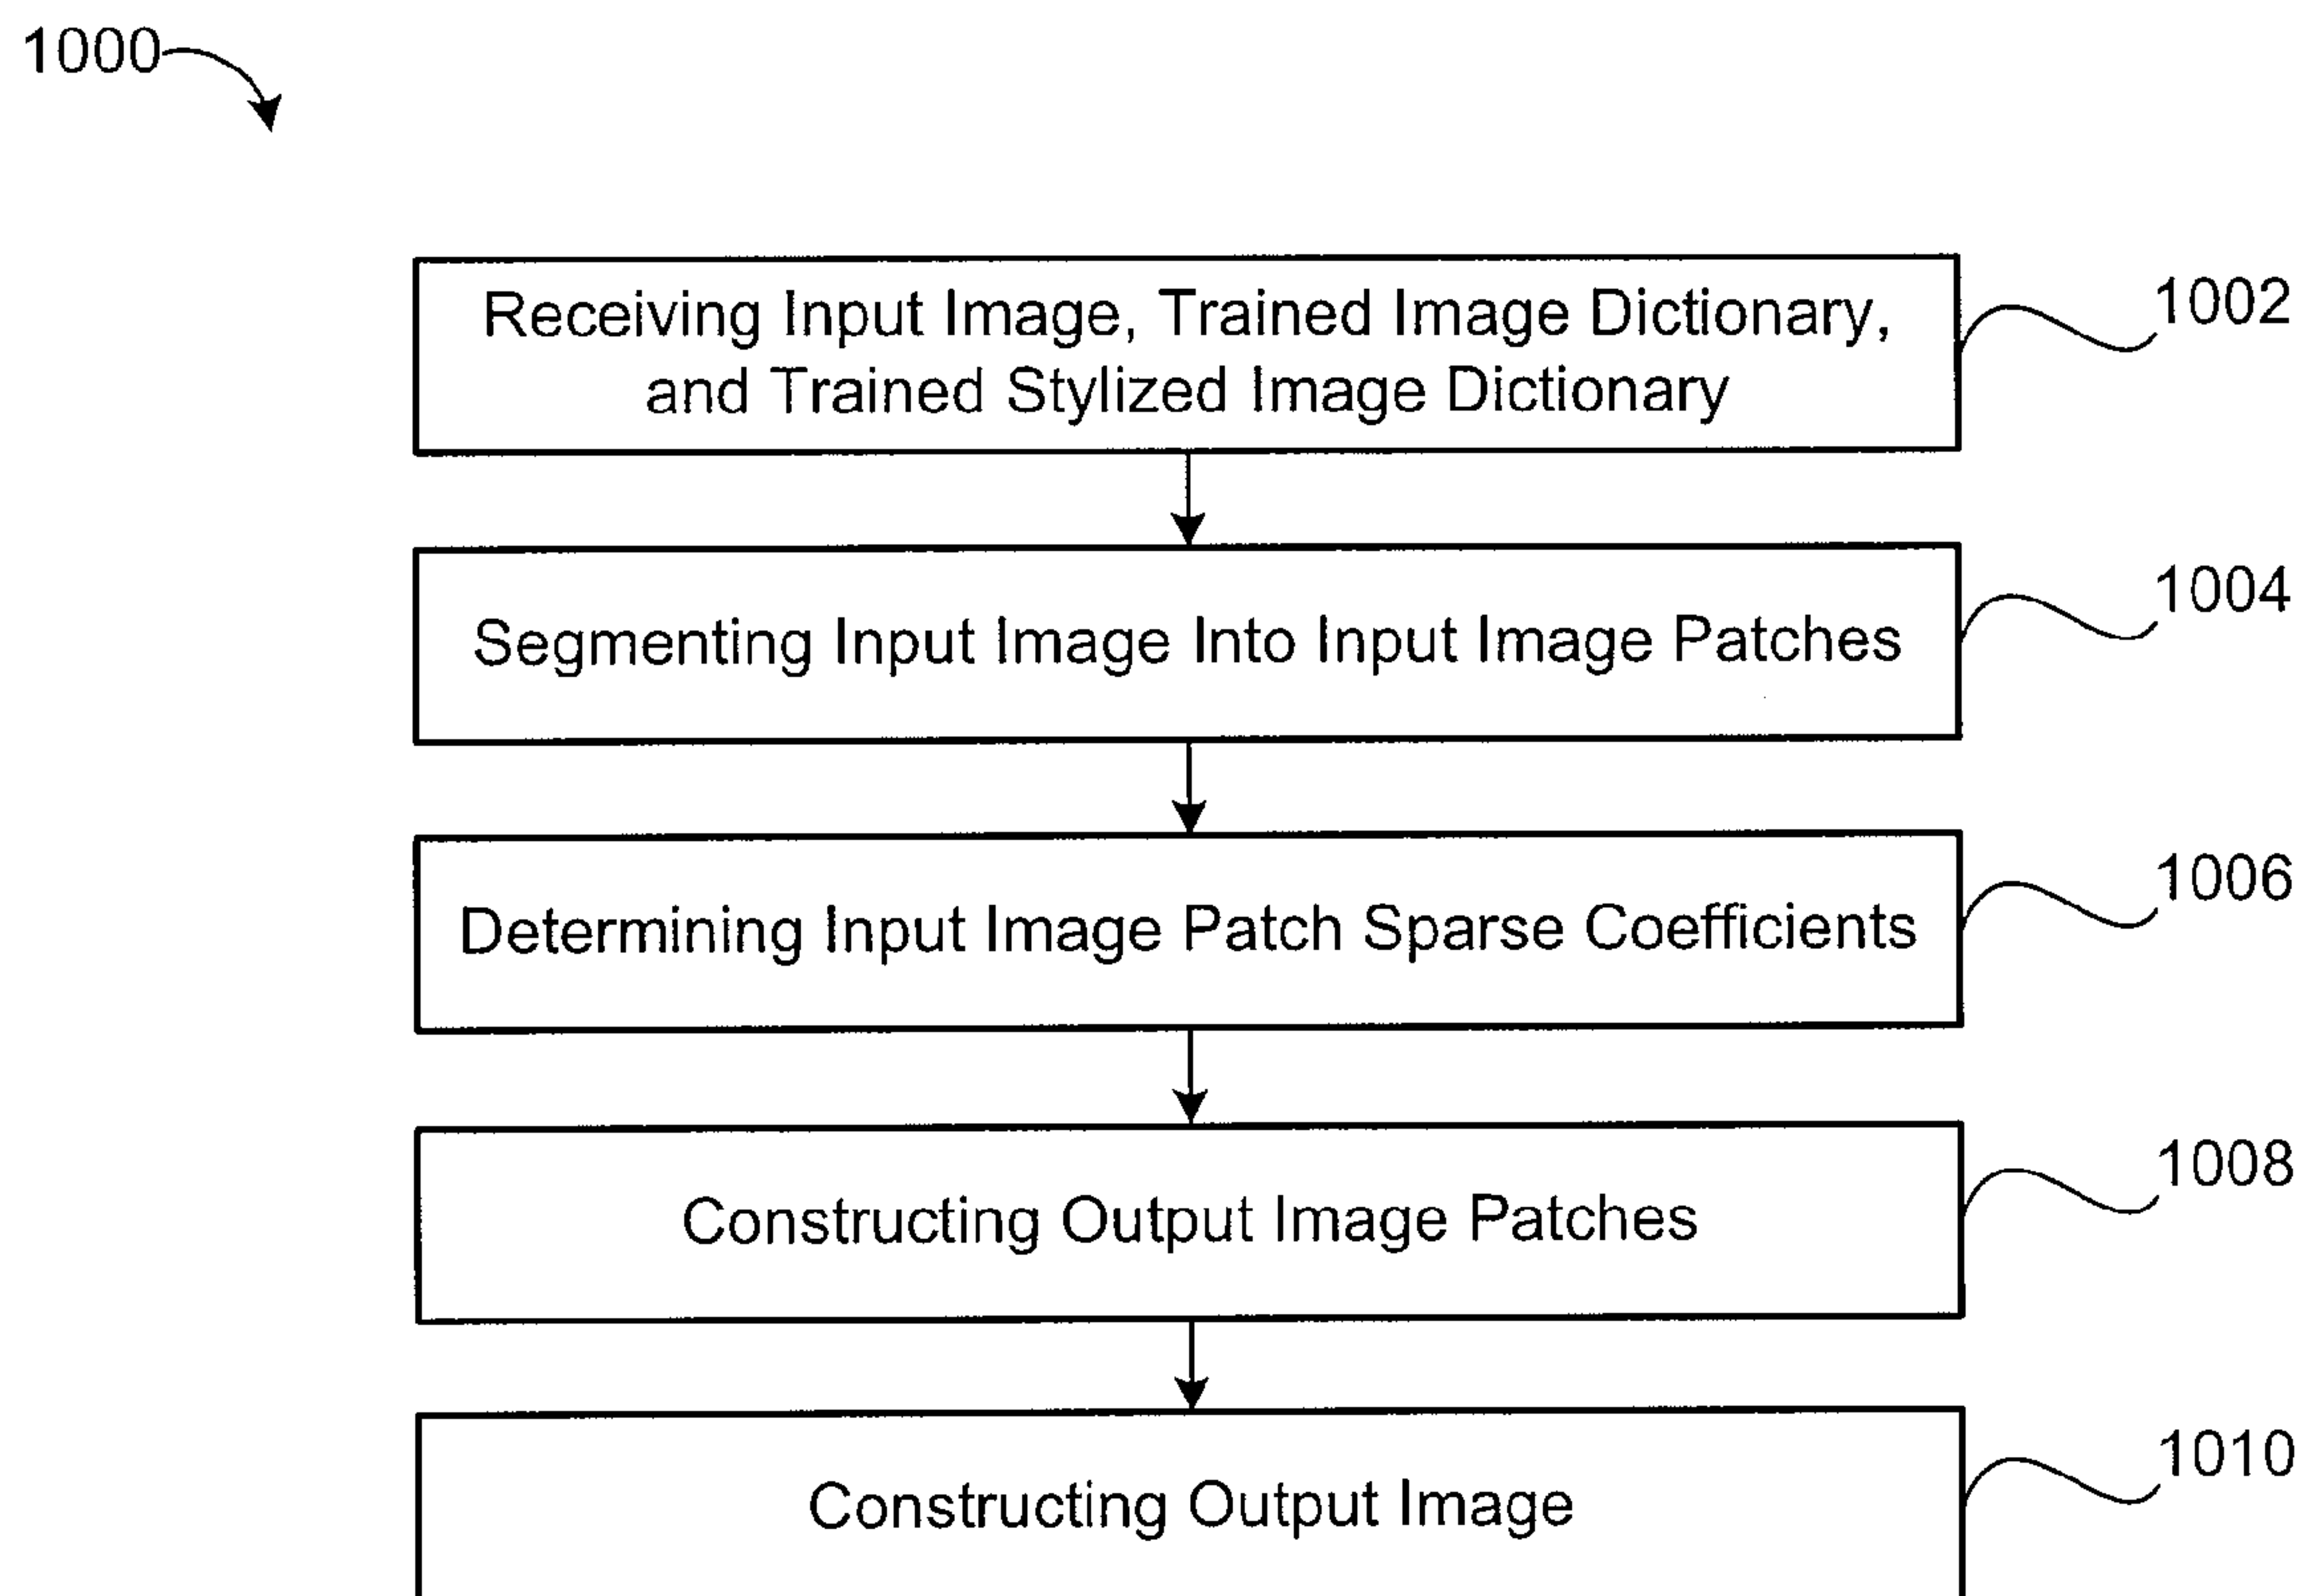 1000
Receiving Input Image, Trained Image Dictionary,
and Trained Stylized Image Dictionary
1002
Segmenting Input Image Into Input Image Patches
1004
Determining Input Image Patch Sparse Coefficients
1006
Constructing Output Image Patches
1008
Constructing Output Image
1010